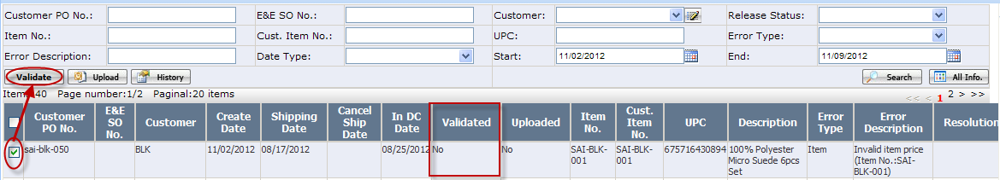 Customer PO No.: E&E SO No.: Customer: Release Status:
Item No.: Cust. Item No.: UPC: Error Type:
Error Description: Date Type: Start: 11/02/2012 End: 11/09/2012
Validate Upload History Search All Info.
Item 40 Page number:1/2 Paginal:20 items << < 1 2 > >>
Customer PO No. E&E SO No. Customer Create Date Shipping Date Cancel Ship Date In DC Date Validated Uploaded Item No. Cust. Item No. UPC Description Error Type Error Description Resolution
sai-blk-050 BLK 11/02/2012 08/17/2012 08/25/2012 No No SAI-BLK-001 SAI-BLK-001 675716430894 100% Polyester Micro Suede 6pcs Set Item Invalid item price (Item No.:SAI-BLK-001)